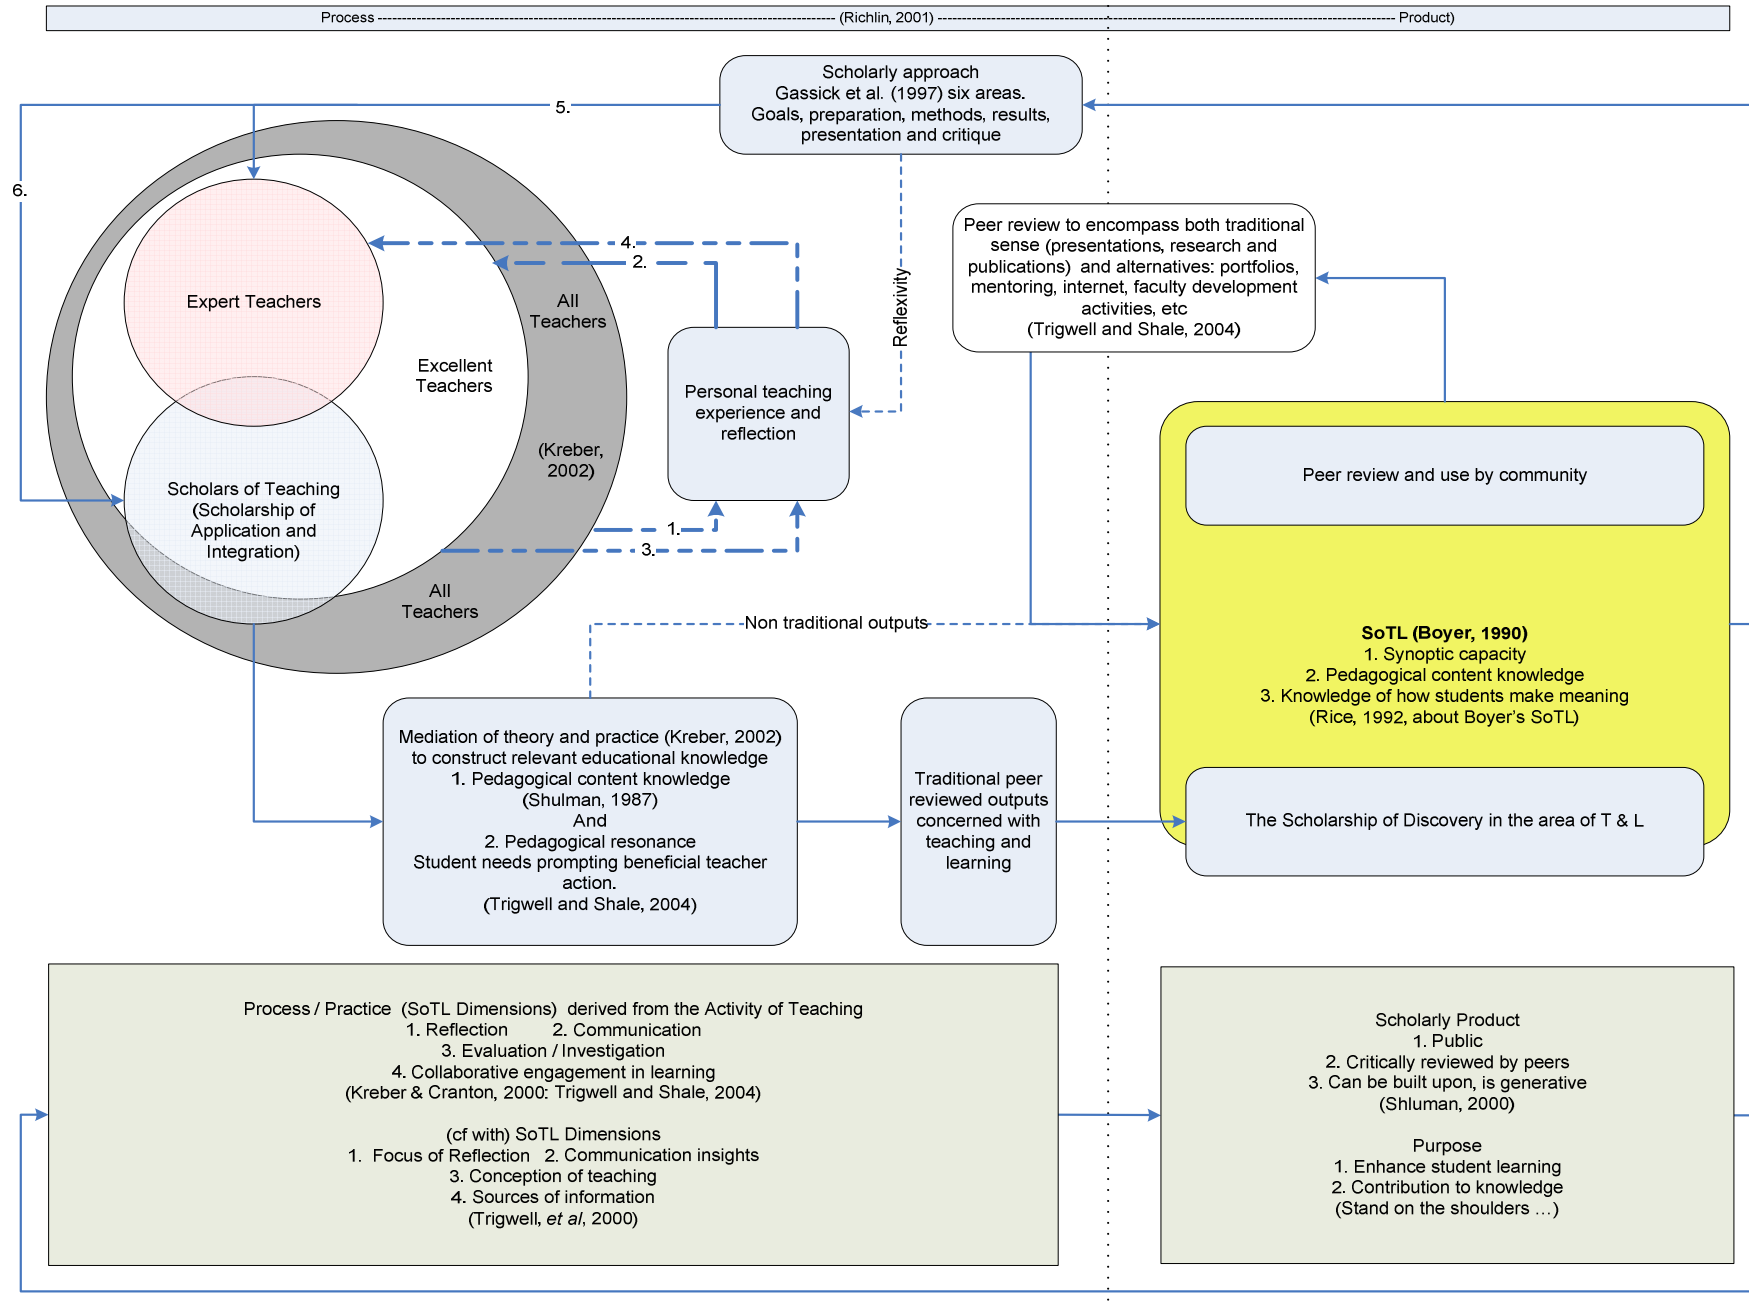 Process ---------- (Richlin, 2001) ---------- Product)
Scholarly approach
Gassick et al. (1997) six areas.
Goals, preparation, methods, results,
presentation and critique
5.
6.
Expert Teachers
All
Teachers
Excellent
Teachers
(Kreber,
2002)
Scholars of Teaching
(Scholarship of
Application and
Integration)
All
Teachers
4.
2.
1.
3.
Personal teaching
experience and
reflection
Reflexivity
Peer review to encompass both traditional
sense (presentations, research and
publications) and alternatives: portfolios,
mentoring, internet, faculty development
activities, etc
(Trigwell and Shale, 2004)
Peer review and use by community
SoTL (Boyer, 1990)
1. Synoptic capacity
2. Pedagogical content knowledge
3. Knowledge of how students make meaning
(Rice, 1992, about Boyer's SoTL)
The Scholarship of Discovery in the area of T & L
Non traditional outputs
Mediation of theory and practice (Kreber, 2002)
to construct relevant educational knowledge
1. Pedagogical content knowledge
(Shulman, 1987)
And
2. Pedagogical resonance
Student needs prompting beneficial teacher
action.
(Trigwell and Shale, 2004)
Traditional peer
reviewed outputs
concerned with
teaching and
learning
Process / Practice (SoTL Dimensions) derived from the Activity of Teaching
1. Reflection 2. Communication
3. Evaluation / Investigation
4. Collaborative engagement in learning
(Kreber & Cranton, 2000: Trigwell and Shale, 2004)
(cf with) SoTL Dimensions
1. Focus of Reflection 2. Communication insights
3. Conception of teaching
4. Sources of information
(Trigwell, et al, 2000)
Scholarly Product
1. Public
2. Critically reviewed by peers
3. Can be built upon, is generative
(Shluman, 2000)
Purpose
1. Enhance student learning
2. Contribution to knowledge
(Stand on the shoulders …)